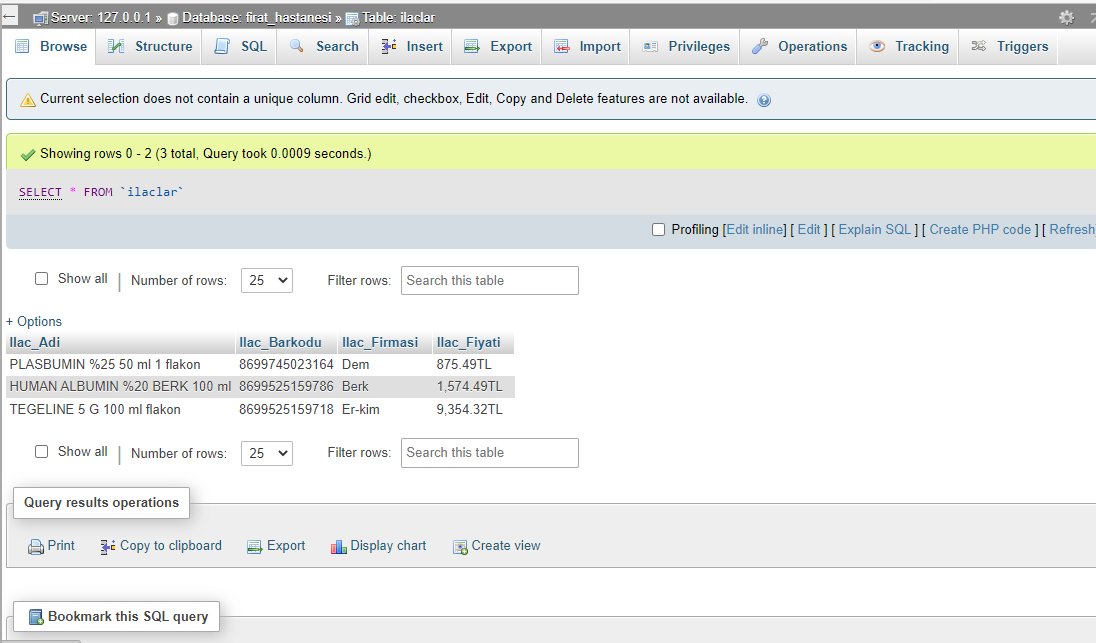 Server: 127.0.0.1 » Database: firat_hastanesi » Table: ilaclar
Browse Structure SQL Search Insert Export Import Privileges Operations Tracking Triggers
Current selection does not contain a unique column. Grid edit, checkbox, Edit, Copy and Delete features are not available.
Showing rows 0 - 2 (3 total, Query took 0.0009 seconds.)
SELECT * FROM `ilaclar`
Profiling [Edit inline] [ Edit ] [ Explain SQL ] [ Create PHP code ] [ Refresh
Show all | Number of rows: 25 Filter rows: Search this table
+ Options
Ilac_Adi Ilac_Barkodu Ilac_Firmasi Ilac_Fiyati
PLASBUMIN %25 50 ml 1 flakon 8699745023164 Dem 875.49TL
HUMAN ALBUMIN %20 BERK 100 ml 8699525159786 Berk 1,574.49TL
TEGELINE 5 G 100 ml flakon 8699525159718 Er-kim 9,354.32TL
Show all | Number of rows: 25 Filter rows: Search this table
Query results operations
Print Copy to clipboard Export Display chart Create view
Bookmark this SQL query